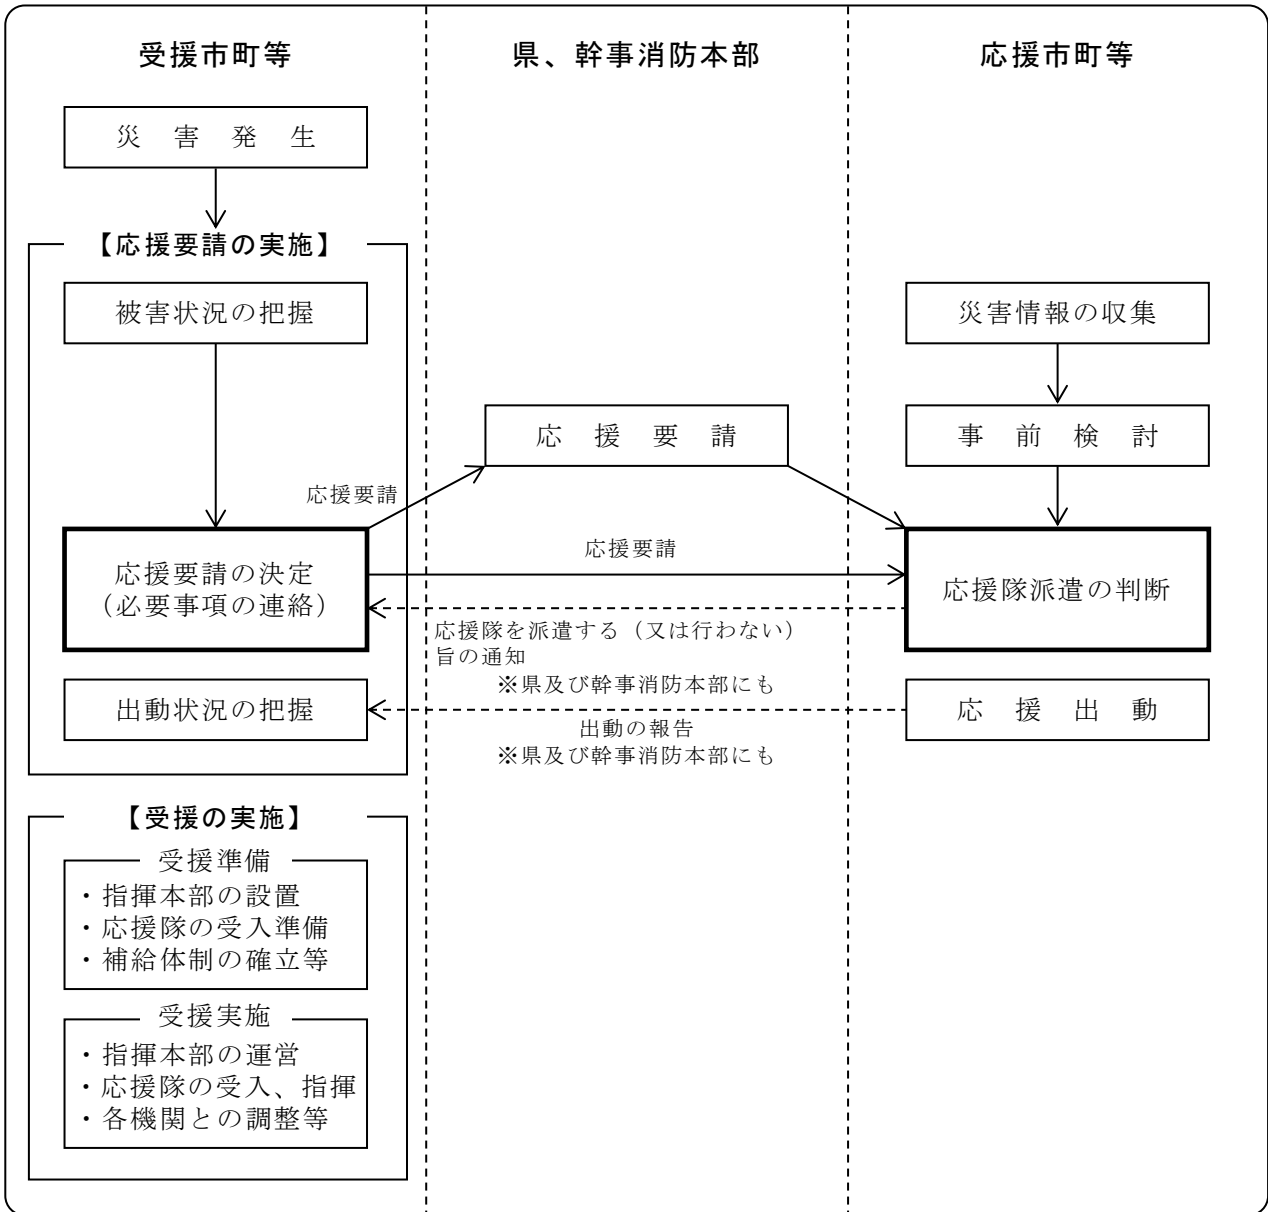 受援市町等
県、幹事消防本部
応援市町等
災害発生
【応援要請の実施】
被害状況の把握
災害情報の収集
応援要請
事前検討
応援要請
応援要請の決定
(必要事項の連絡)
応援要請
応援隊派遣の判断
応援隊を派遣する(又は行わない)
旨の通知
※県及び幹事消防本部にも
出動状況の把握
応援出動
出動の報告
※県及び幹事消防本部にも
【受援の実施】
受援準備
・指揮本部の設置
・応援隊の受入準備
・補給体制の確立等
受援実施
・指揮本部の運営
・応援隊の受入、指揮
・各機関との調整等